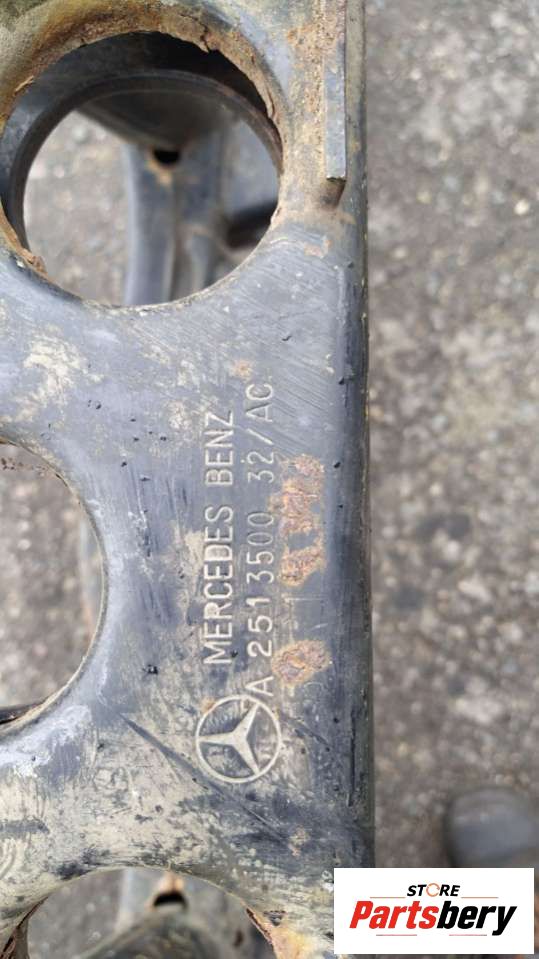 MERCEDES BENZ
A 251 3500 32/AC
STORE
Partsbery